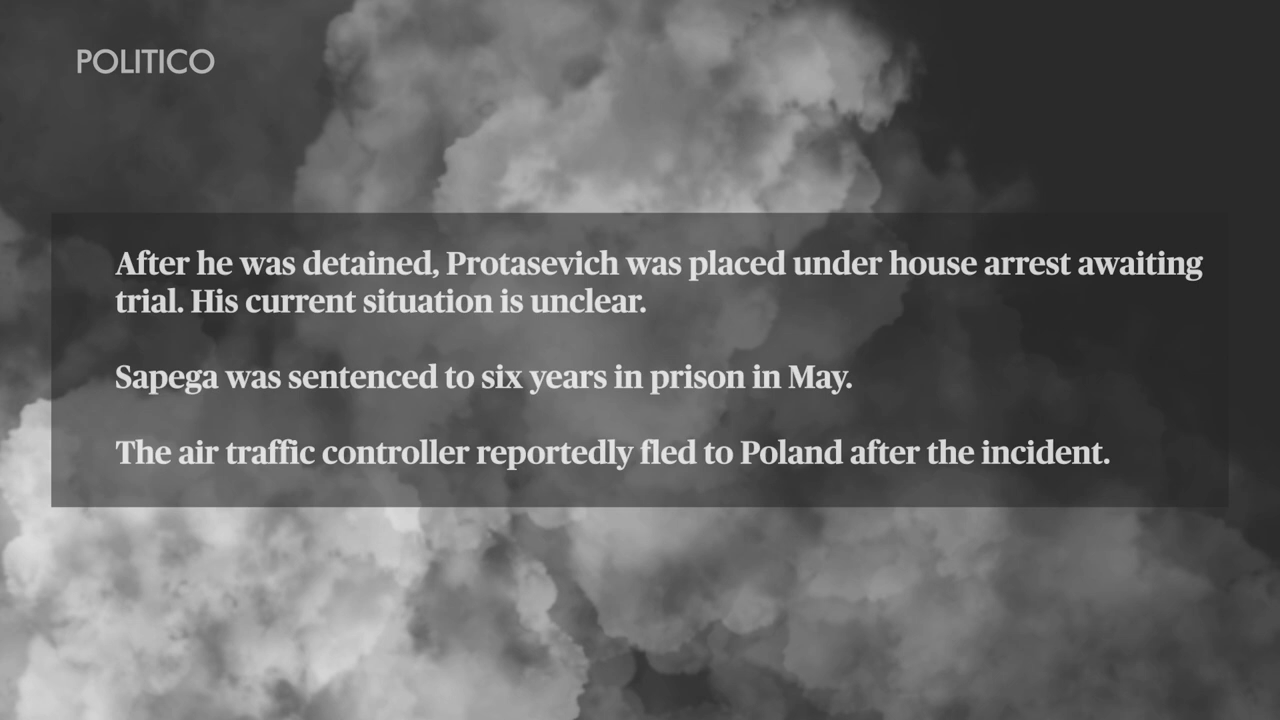 POLITICO
After he was detained, Protasevich was placed under house arrest awaiting
trial. His current situation is unclear.
Sapega was sentenced to six years in prison in May.
The air traffic controller reportedly fled to Poland after the incident.